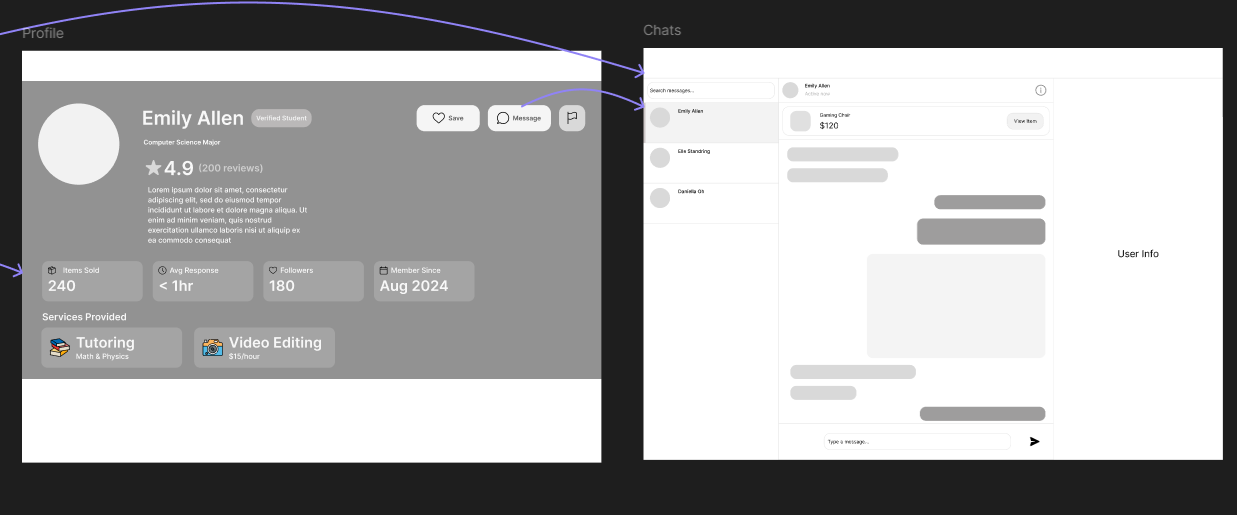 Profile
Emily Allen
Verified Student
Save
Message
Computer Science Major
4.9 (200 reviews)
Lorem ipsum dolor sit amet, consectetur
adipiscing elit, sed do eiusmod tempor
incididunt ut labore et dolore magna aliqua. Ut
enim ad minim veniam, quis nostrud
exercitation ullamco laboris nisi ut aliquip ex
ea commodo consequat
Items Sold
240
Avg Response
< 1hr
Followers
180
Member Since
Aug 2024
Services Provided
Tutoring
Math & Physics
Video Editing
$15/hour
Chats
Search messages...
Emily Allen
Elle Standring
Daniella Oh
Emily Allen
Active now
Gaming Chair
$120
View Item
Type a message...
User Info